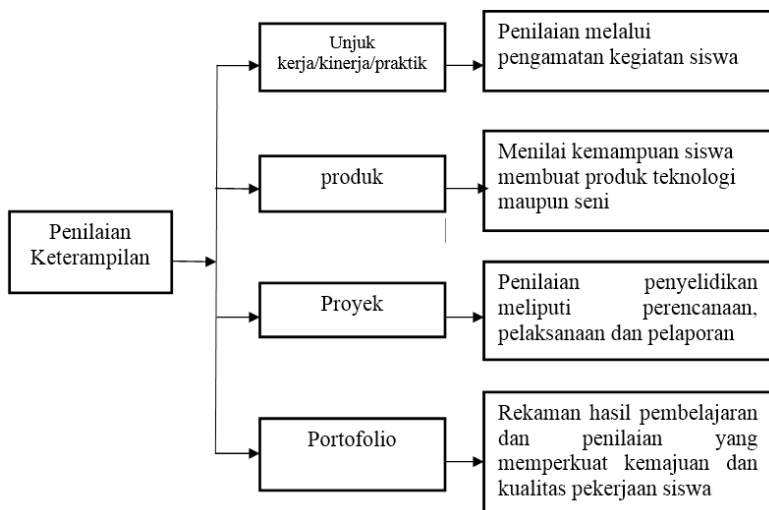 Unjuk
kerja/kinerja/praktik
Penilaian melalui
pengamatan kegiatan siswa
produk
Menilai kemampuan siswa
membuat produk teknologi
maupun seni
Penilaian
Keterampilan
Proyek
Penilaian penyelidikan
meliputi perencanaan,
pelaksanaan dan pelaporan
Portofolio
Rekaman hasil pembelajaran
dan penilaian yang
memperkuat kemajuan dan
kualitas pekerjaan siswa